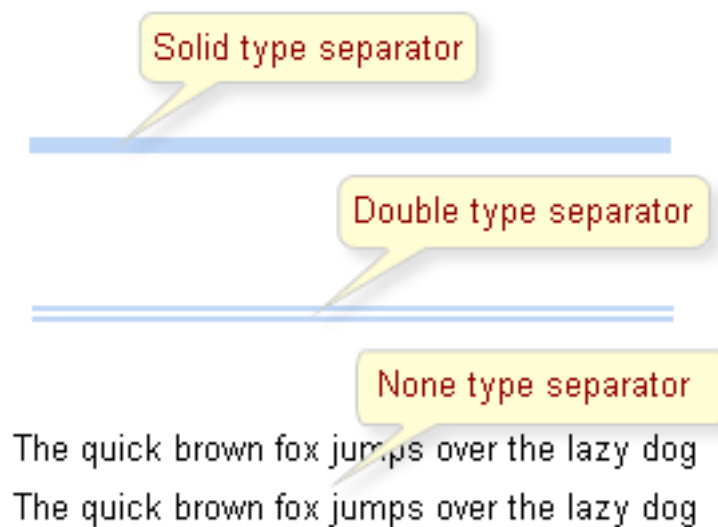 Solid type separator
Double type separator
None type separator
The quick brown fox jumps over the lazy dog
The quick brown fox jumps over the lazy dog